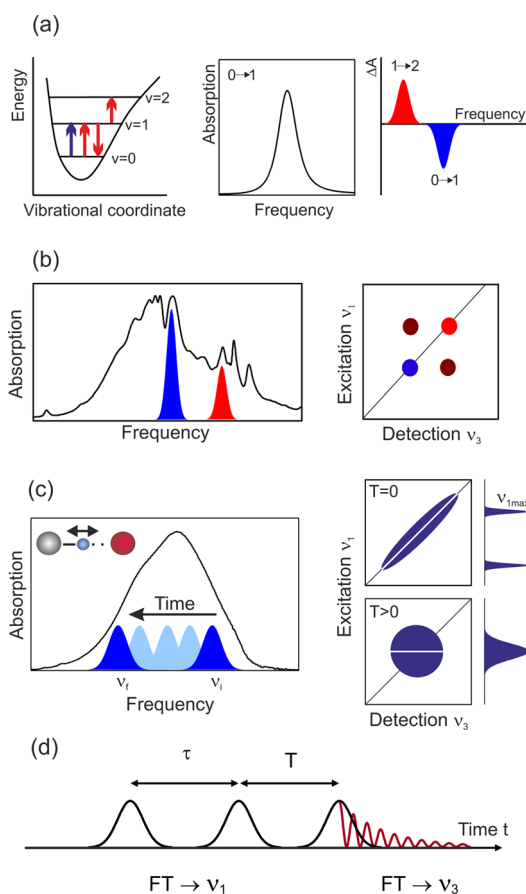 (a)
Energy
v=2
v=1
v=0
Vibrational coordinate
Absorption
0→1
Frequency
ΔA
1→2
Frequency
0→1
(b)
Absorption
Frequency
Excitation ν₁
Detection ν₃
(c)
Absorption
Time
νf
νi
Frequency
Excitation ν₁
T=0
ν1max
T>0
Detection ν₃
(d)
τ
T
Time t
FT → ν₁
FT → ν₃